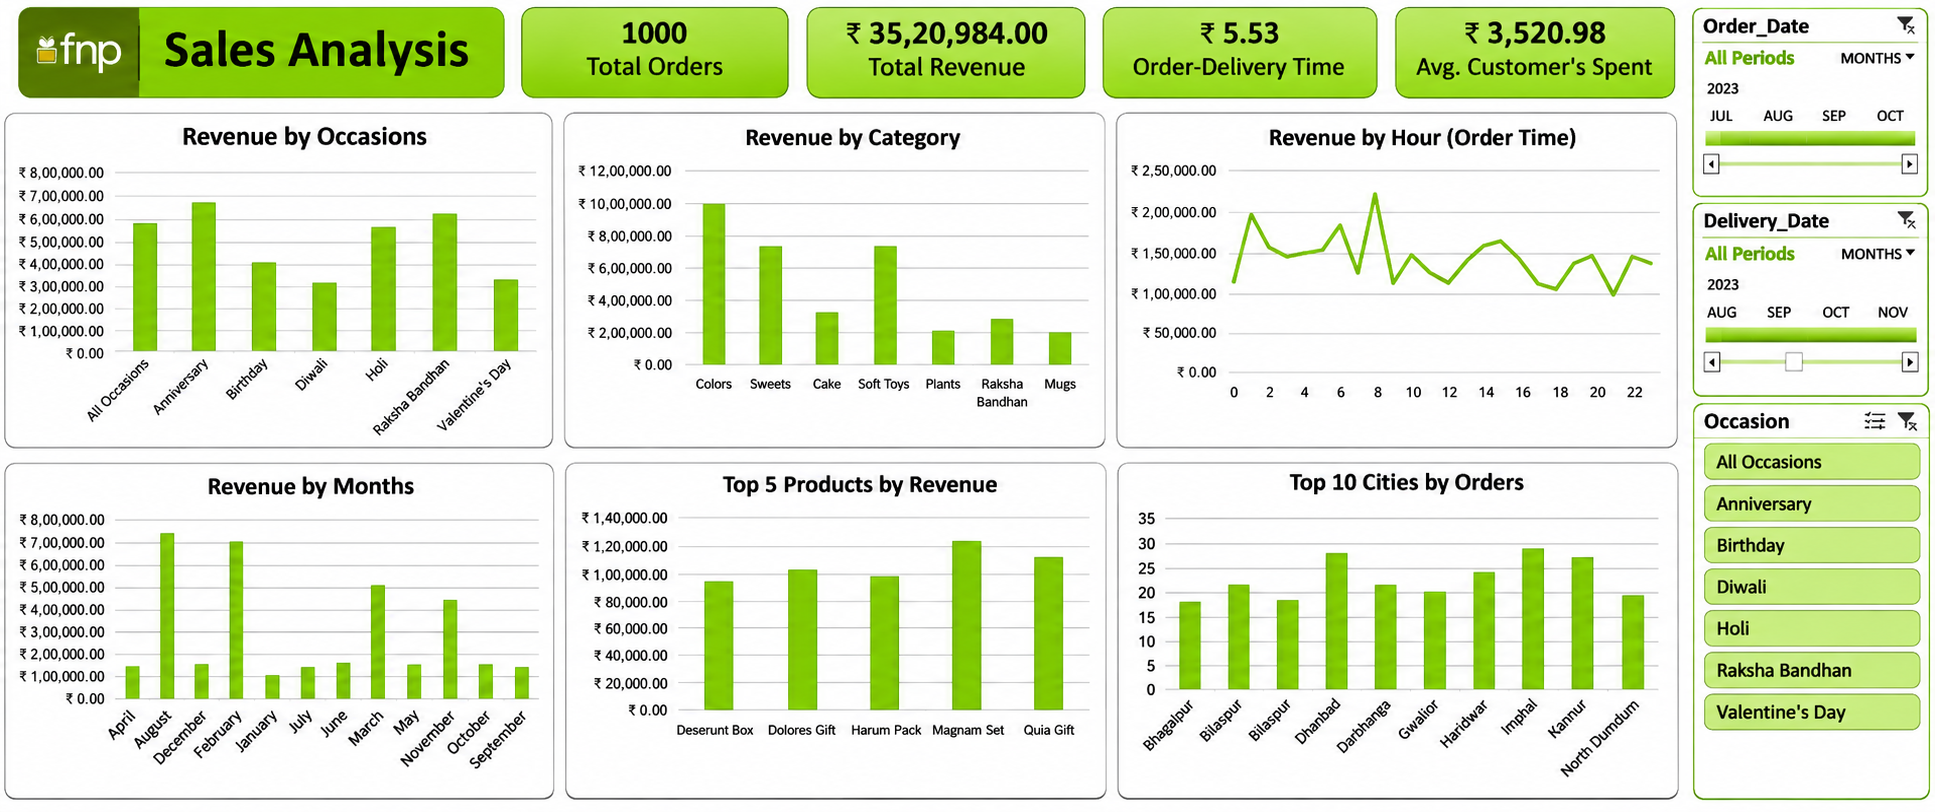 fnp
Sales Analysis
1000
Total Orders
₹ 35,20,984.00
Total Revenue
₹ 5.53
Order-Delivery Time
₹ 3,520.98
Avg. Customer's Spent
Revenue by Occasions
₹ 8,00,000.00
₹ 7,00,000.00
₹ 6,00,000.00
₹ 5,00,000.00
₹ 4,00,000.00
₹ 3,00,000.00
₹ 2,00,000.00
₹ 1,00,000.00
₹ 0.00
All Occasions
Anniversary
Birthday
Diwali
Holi
Raksha Bandhan
Valentine's Day
Revenue by Category
₹ 12,00,000.00
₹ 10,00,000.00
₹ 8,00,000.00
₹ 6,00,000.00
₹ 4,00,000.00
₹ 2,00,000.00
₹ 0.00
Colors Sweets Cake Soft Toys Plants Raksha Mugs
Bandhan
Revenue by Hour (Order Time)
₹ 2,50,000.00
₹ 2,00,000.00
₹ 1,50,000.00
₹ 1,00,000.00
₹ 50,000.00
₹ 0.00
0 2 4 6 8 10 12 14 16 18 20 22
Revenue by Months
₹ 8,00,000.00
₹ 7,00,000.00
₹ 6,00,000.00
₹ 5,00,000.00
₹ 4,00,000.00
₹ 3,00,000.00
₹ 2,00,000.00
₹ 1,00,000.00
₹ 0.00
April
August
December
February
January
July
June
March
May
November
October
September
Top 5 Products by Revenue
₹ 1,40,000.00
₹ 1,20,000.00
₹ 1,00,000.00
₹ 80,000.00
₹ 60,000.00
₹ 40,000.00
₹ 20,000.00
₹ 0.00
Deserunt Box Dolores Gift Harum Pack Magnam Set Quia Gift
Top 10 Cities by Orders
35
30
25
20
15
10
5
0
Bhagalpur
Bilaspur
Bilaspur
Dhanbad
Darbhanga
Gwalior
Haridwar
Imphal
Kannur
North Dumdum
Order_Date
All Periods MONTHS
2023
JUL AUG SEP OCT
Delivery_Date
All Periods MONTHS
2023
AUG SEP OCT NOV
Occasion
All Occasions
Anniversary
Birthday
Diwali
Holi
Raksha Bandhan
Valentine's Day